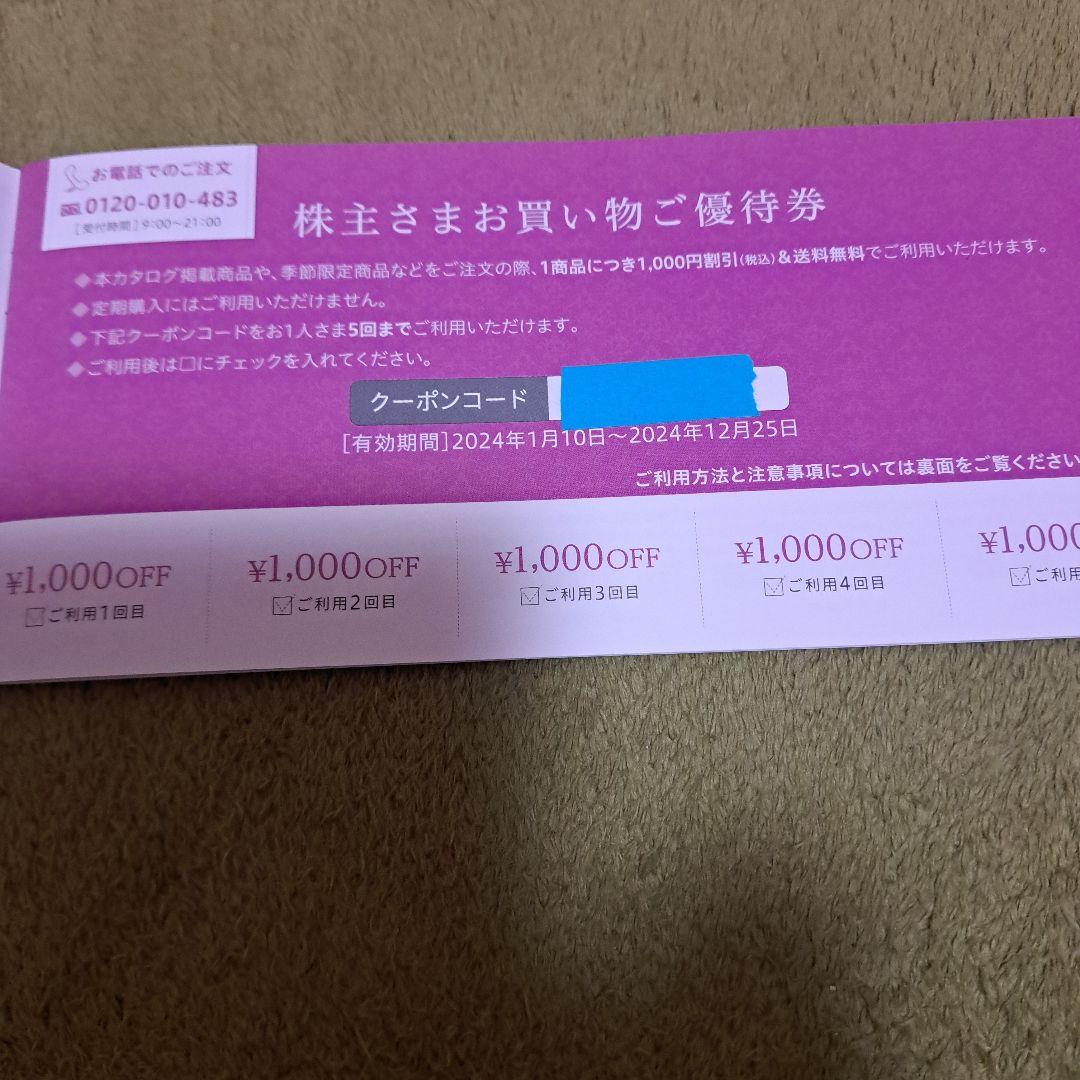 お電話でのご注文
0120-010-483
[受付時間]9:00〜21:00
株主さまお買い物ご優待券
◆本カタログ掲載商品や、季節限定商品などをご注文の際、1商品につき1,000円割引(税込)&送料無料でご利用いただけます。
◆定期購入にはご利用いただけません。
◆下記クーポンコードをお1人さま5回までご利用いただけます。
◆ご利用後は□にチェックを入れてください。
クーポンコード
[有効期間]2024年1月10日〜2024年12月25日
ご利用方法と注意事項については裏面をご覧ください
¥1,000OFF
ご利用1回目
¥1,000OFF
ご利用2回目
¥1,000OFF
ご利用3回目
¥1,000OFF
ご利用4回目
¥1,000
ご利用